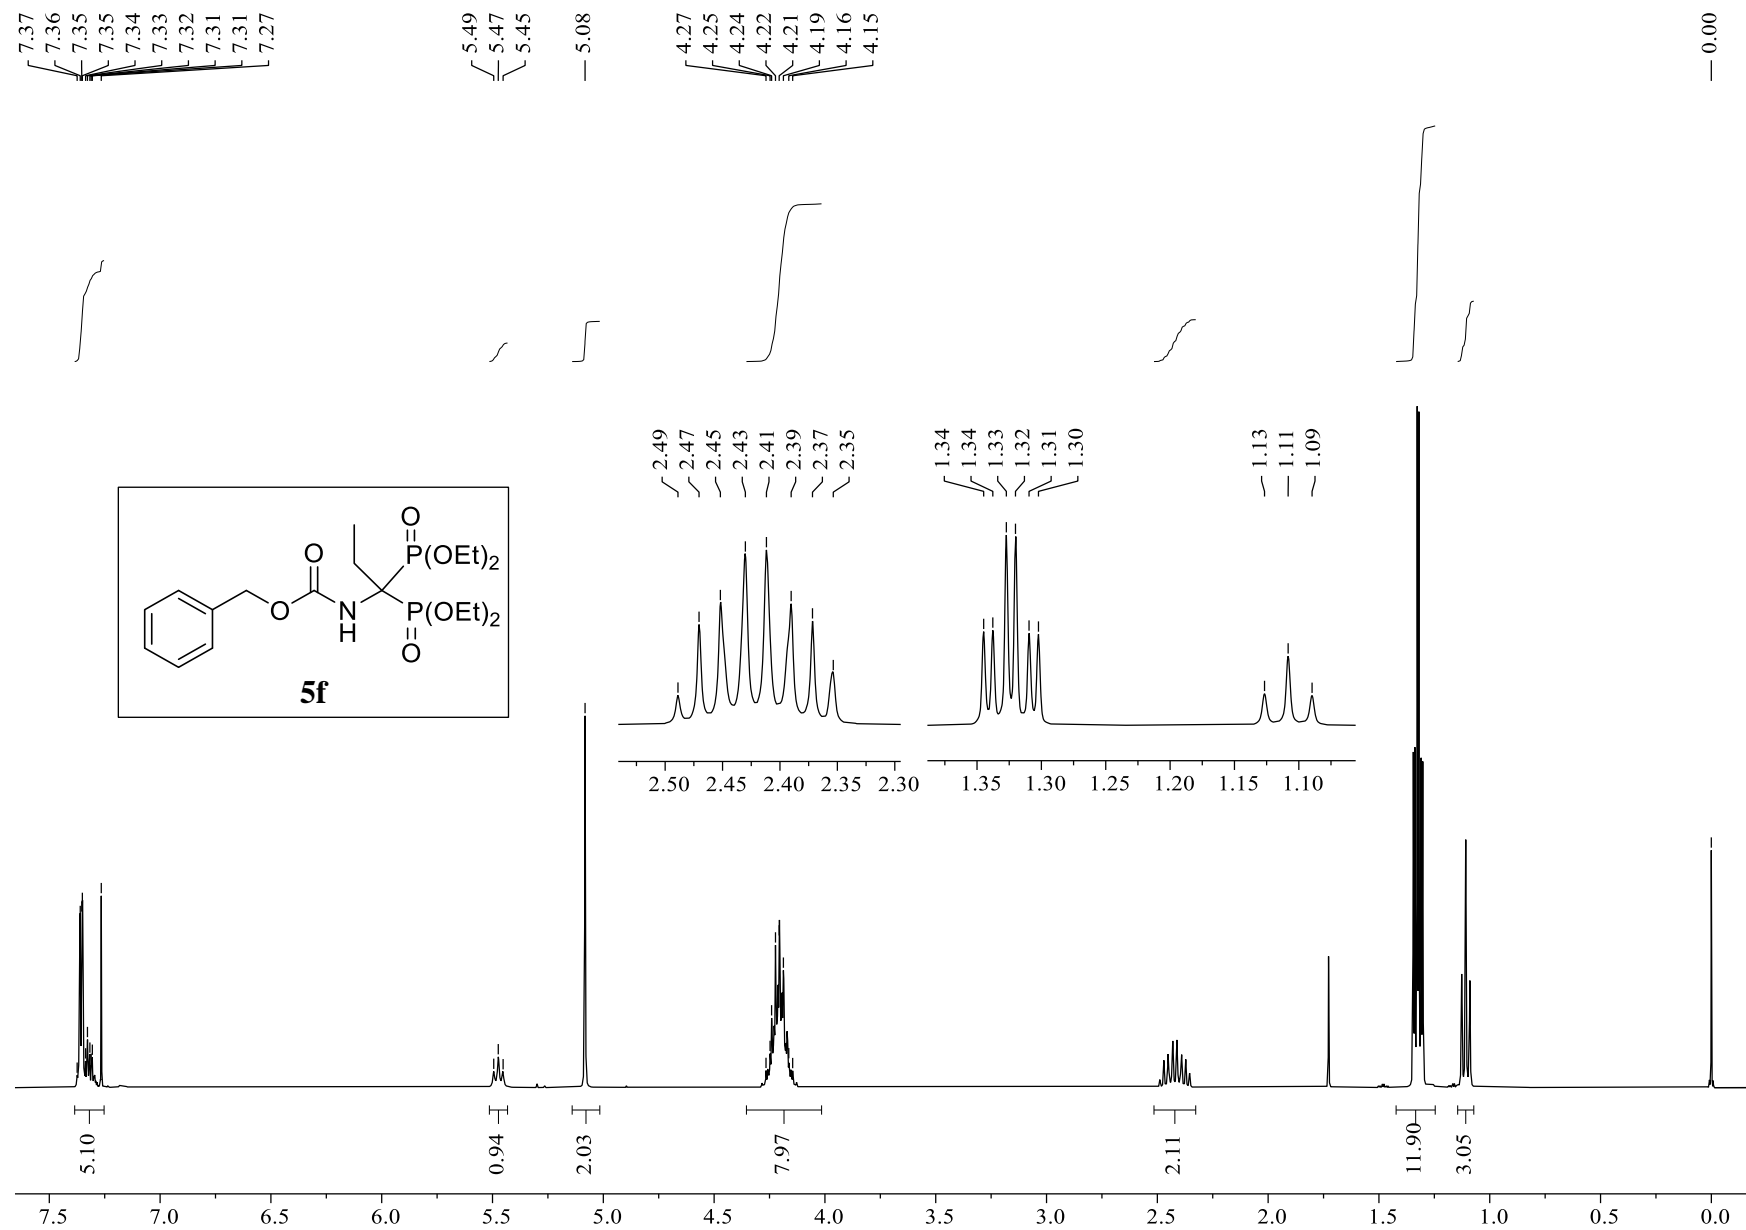 7.37 7.36 7.35 7.35 7.34 7.33 7.32 7.31 7.31 7.27 5.49 5.47 5.45 5.08 4.27 4.25 4.24 4.22 4.21 4.19 4.16 4.15 0.00
2.49 2.47 2.45 2.43 2.41 2.39 2.37 2.35 1.34 1.34 1.33 1.32 1.31 1.30 1.13 1.11 1.09
O
O P(OEt)2
O N P(OEt)2
H
O
5f
2.50 2.45 2.40 2.35 2.30 1.35 1.30 1.25 1.20 1.15 1.10
5.10 0.94 2.03 7.97 2.11 11.90 3.05
7.5 7.0 6.5 6.0 5.5 5.0 4.5 4.0 3.5 3.0 2.5 2.0 1.5 1.0 0.5 0.0